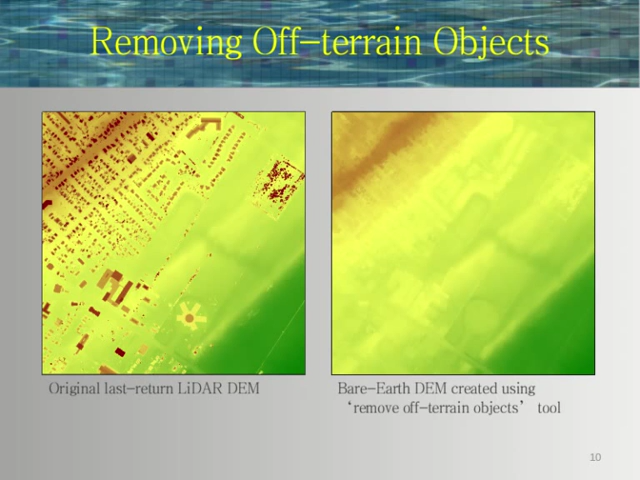 Removing Off-terrain Objects
Original last-return LiDAR DEM
Bare-Earth DEM created using
‘remove off-terrain objects’ tool
10